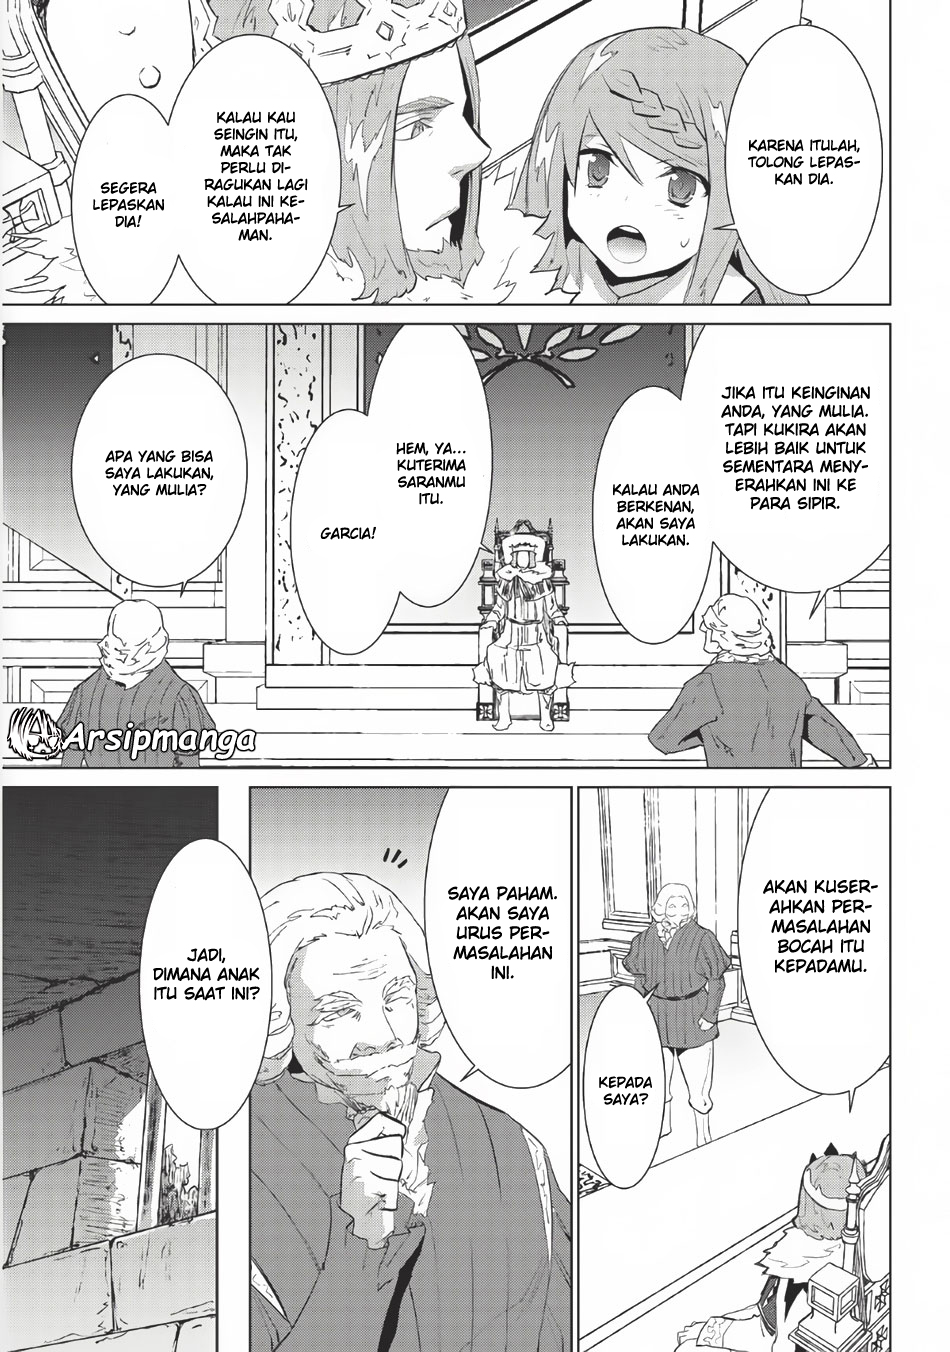 KARENA ITULAH,
TOLONG LEPAS-
KAN DIA.
KALAU KAU
SEINGIN ITU,
MAKA TAK
PERLU DI-
RAGUKAN LAGI
KALAU INI KE-
SALAHPAHA-
MAN.
SEGERA
LEPASKAN
DIA!
JIKA ITU KEINGINAN
ANDA, YANG MULIA.
TAPI KUKIRA AKAN
LEBIH BAIK UNTUK
SEMENTARA MENY-
ERAHKAN INI KE
PARA SIPIR.
KALAU ANDA
BERKENAN,
AKAN SAYA
LAKUKAN.
HEM, YA...
KUTERIMA
SARANMU
ITU.
GARCIA!
APA YANG BISA
SAYA LAKUKAN,
YANG MULIA?
Arsipmanga
AKAN KUSER-
AHKAN PER-
MASALAHAN
BOCAH ITU
KEPADAMU.
KEPADA
SAYA?
SAYA PAHAM.
AKAN SAYA
URUS PER-
MASALAHAN
INI.
JADI,
DIMANA ANAK
ITU SAAT INI?